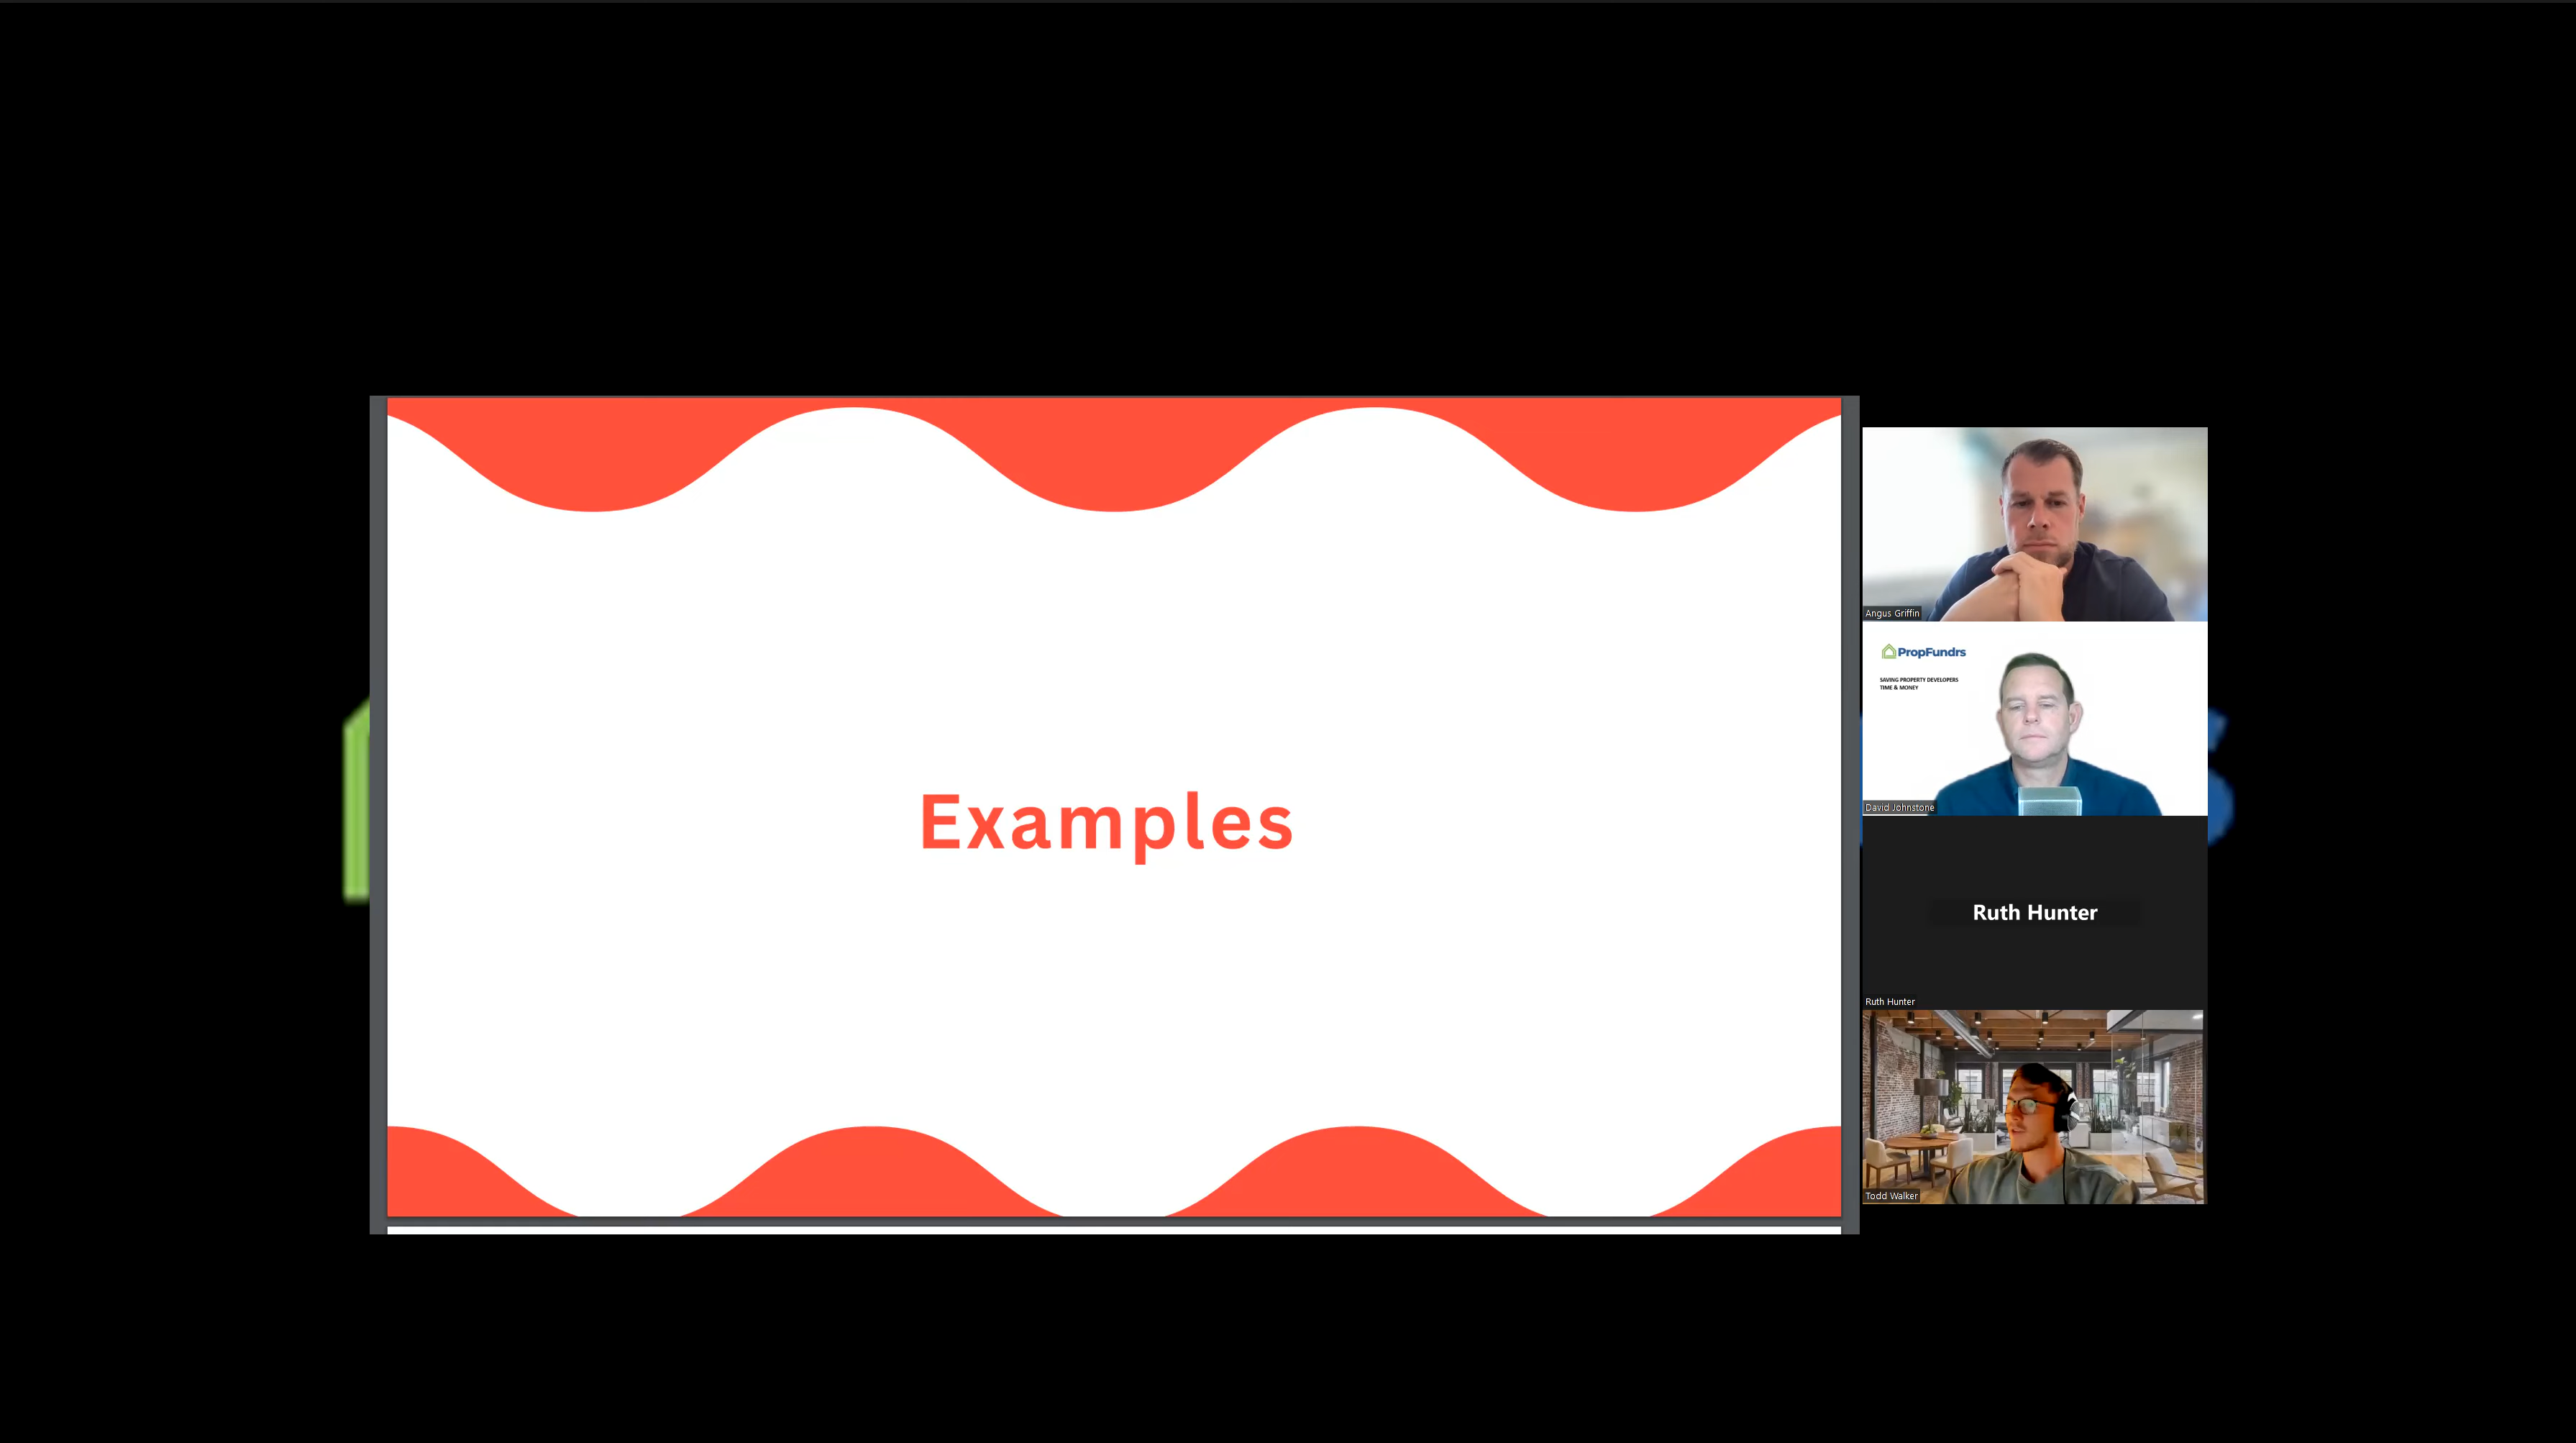 Examples
Angus Griffin
PropFundrs
SAVING PROPERTY DEVELOPERS
TIME & MONEY
David Johnstone
Ruth Hunter
Ruth Hunter
Todd Walker